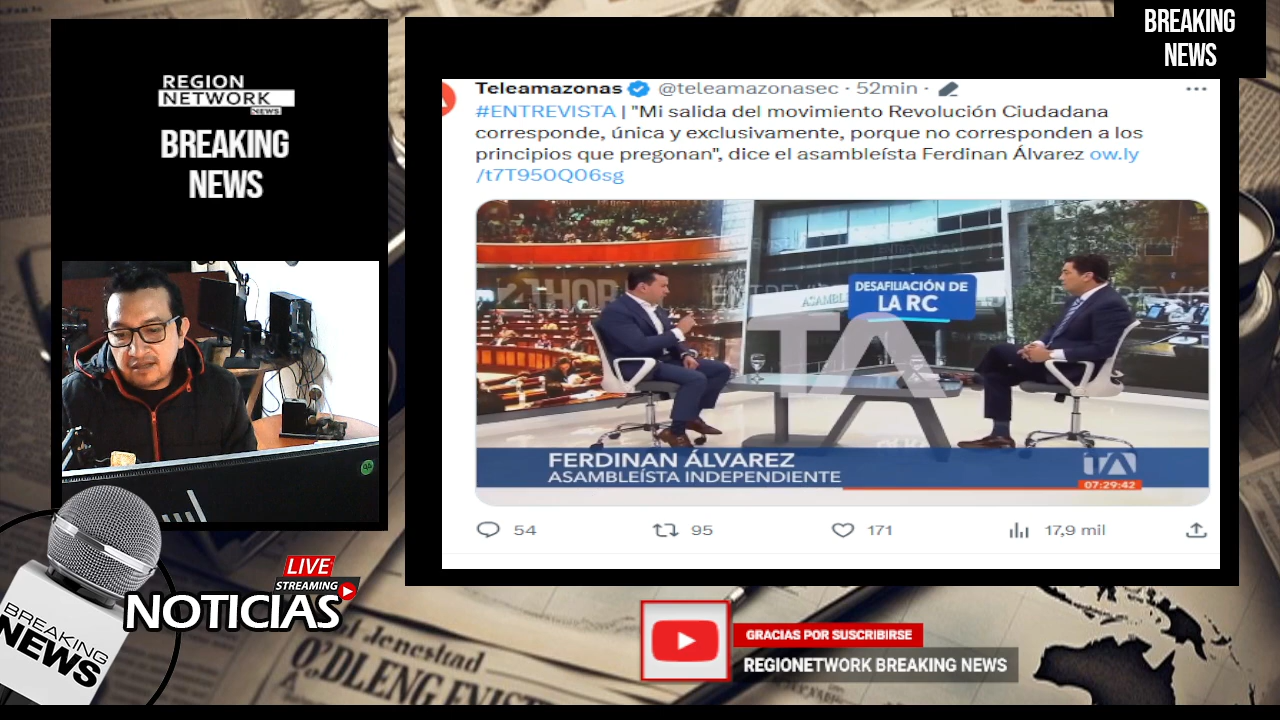 BREAKING
NEWS
REGION
NETWORK
NEWS
BREAKING
NEWS
Teleamazonas @teleamazonasec · 52min ·
#ENTREVISTA | "Mi salida del movimiento Revolución Ciudadana
corresponde, única y exclusivamente, porque no corresponden a los
principios que pregonan", dice el asambleísta Ferdinan Álvarez ow.ly
/t7T950Q06sg
DESAFILIACIÓN DE
LA RC
TA
FERDINAN ÁLVAREZ
ASAMBLEÍSTA INDEPENDIENTE
TA
07:29:42
54 95 171 17,9 mil
LIVE
STREAMING
NOTICIAS
BREAKING
NEWS
GRACIAS POR SUSCRIBIRSE
REGIONETWORK BREAKING NEWS